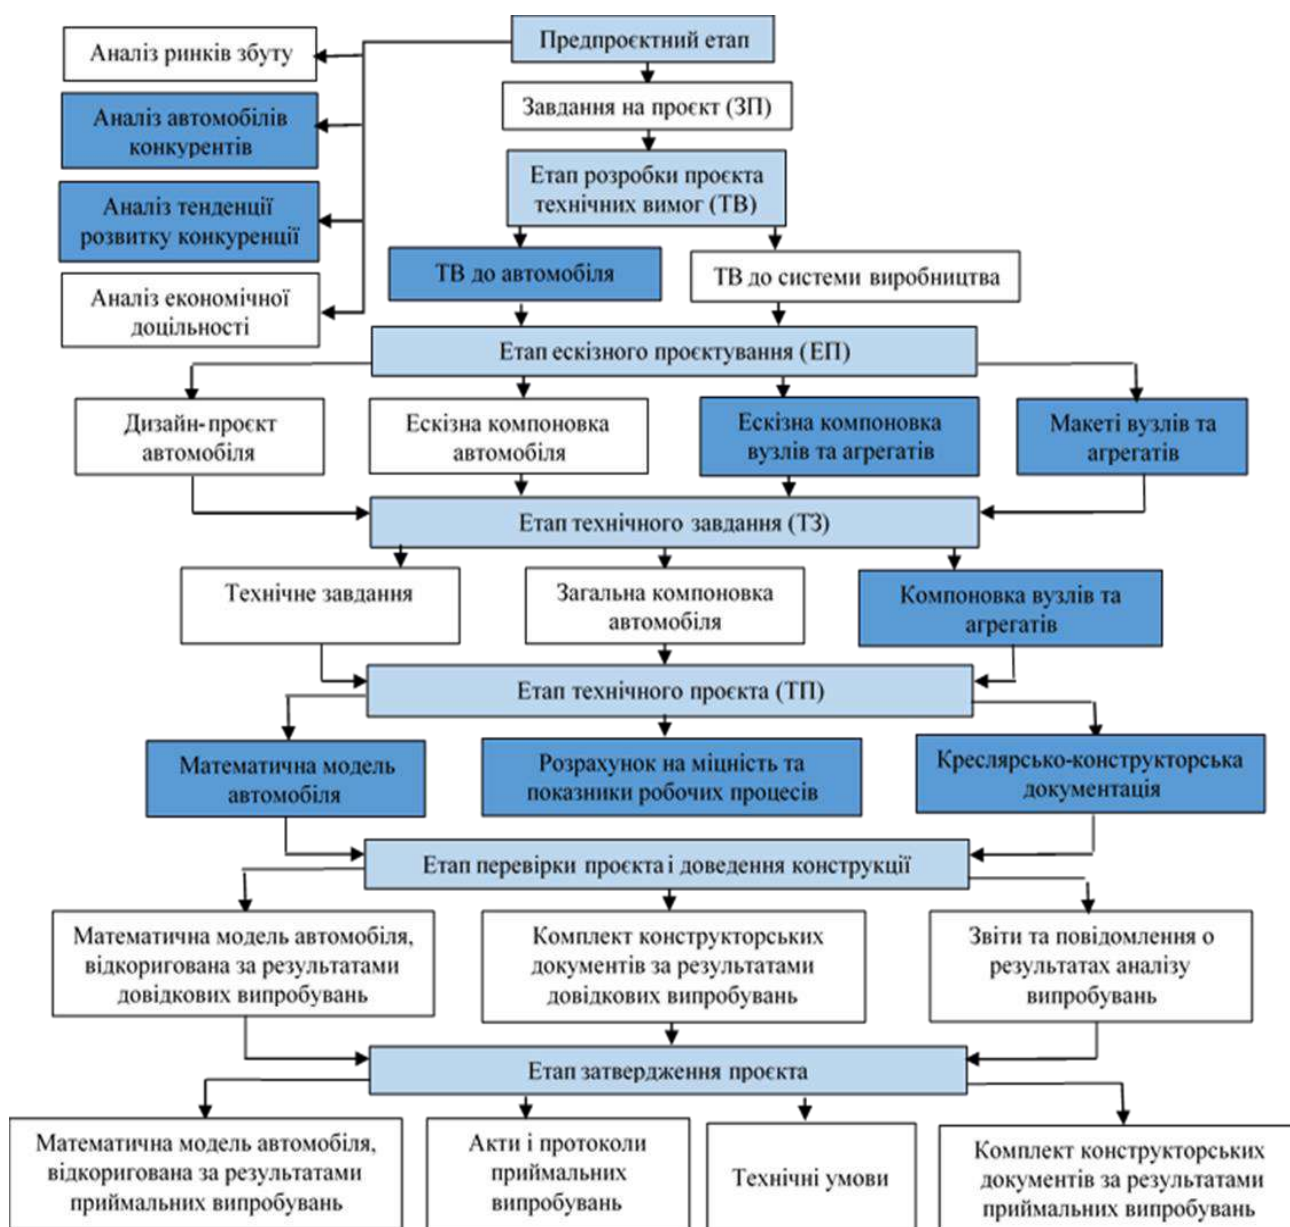 Предпроєктний етап
Аналіз ринків збуту
Аналіз автомобілів
конкурентів
Аналіз тенденції
розвитку конкуренції
Аналіз економічної
доцільності
Завдання на проєкт (ЗП)
Етап розробки проєкта
технічних вимог (ТВ)
ТВ до автомобіля
ТВ до системи виробництва
Етап ескізного проєктування (ЕП)
Дизайн-проєкт
автомобіля
Ескізна компоновка
автомобіля
Ескізна компоновка
вузлів та агрегатів
Макеті вузлів та
агрегатів
Етап технічного завдання (ТЗ)
Технічне завдання
Загальна компоновка
автомобіля
Компоновка вузлів та
агрегатів
Етап технічного проєкта (ТП)
Математична модель
автомобіля
Розрахунок на міцність та
показники робочих процесів
Креслярсько-конструкторська
документація
Етап перевірки проєкта і доведення конструкції
Математична модель автомобіля,
відкоригована за результатами
довідкових випробувань
Комплект конструкторських
документів за результатами
довідкових випробувань
Звіти та повідомлення о
результатах аналізу
випробувань
Етап затвердження проєкта
Математична модель автомобіля,
відкоригована за результатами
приймальних випробувань
Акти і протоколи
приймальних
випробувань
Технічні умови
Комплект конструкторських
документів за результатами
приймальних випробувань